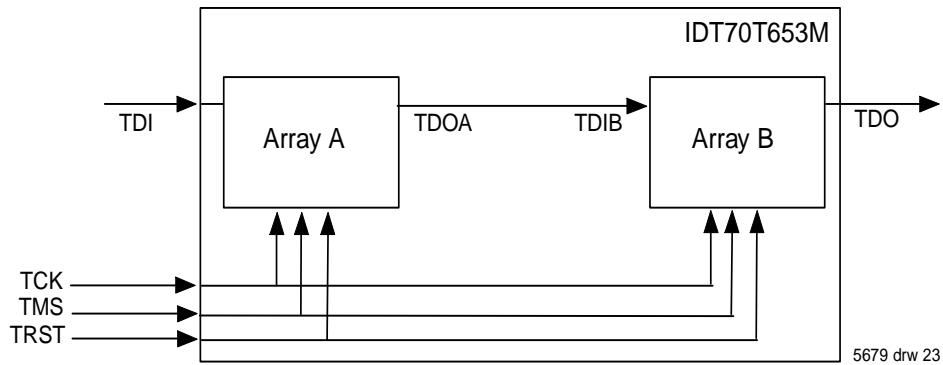 IDT70T653M
TDI
Array A
TDOA
TDIB
Array B
TDO
TCK
TMS
TRST
5679 drw 23